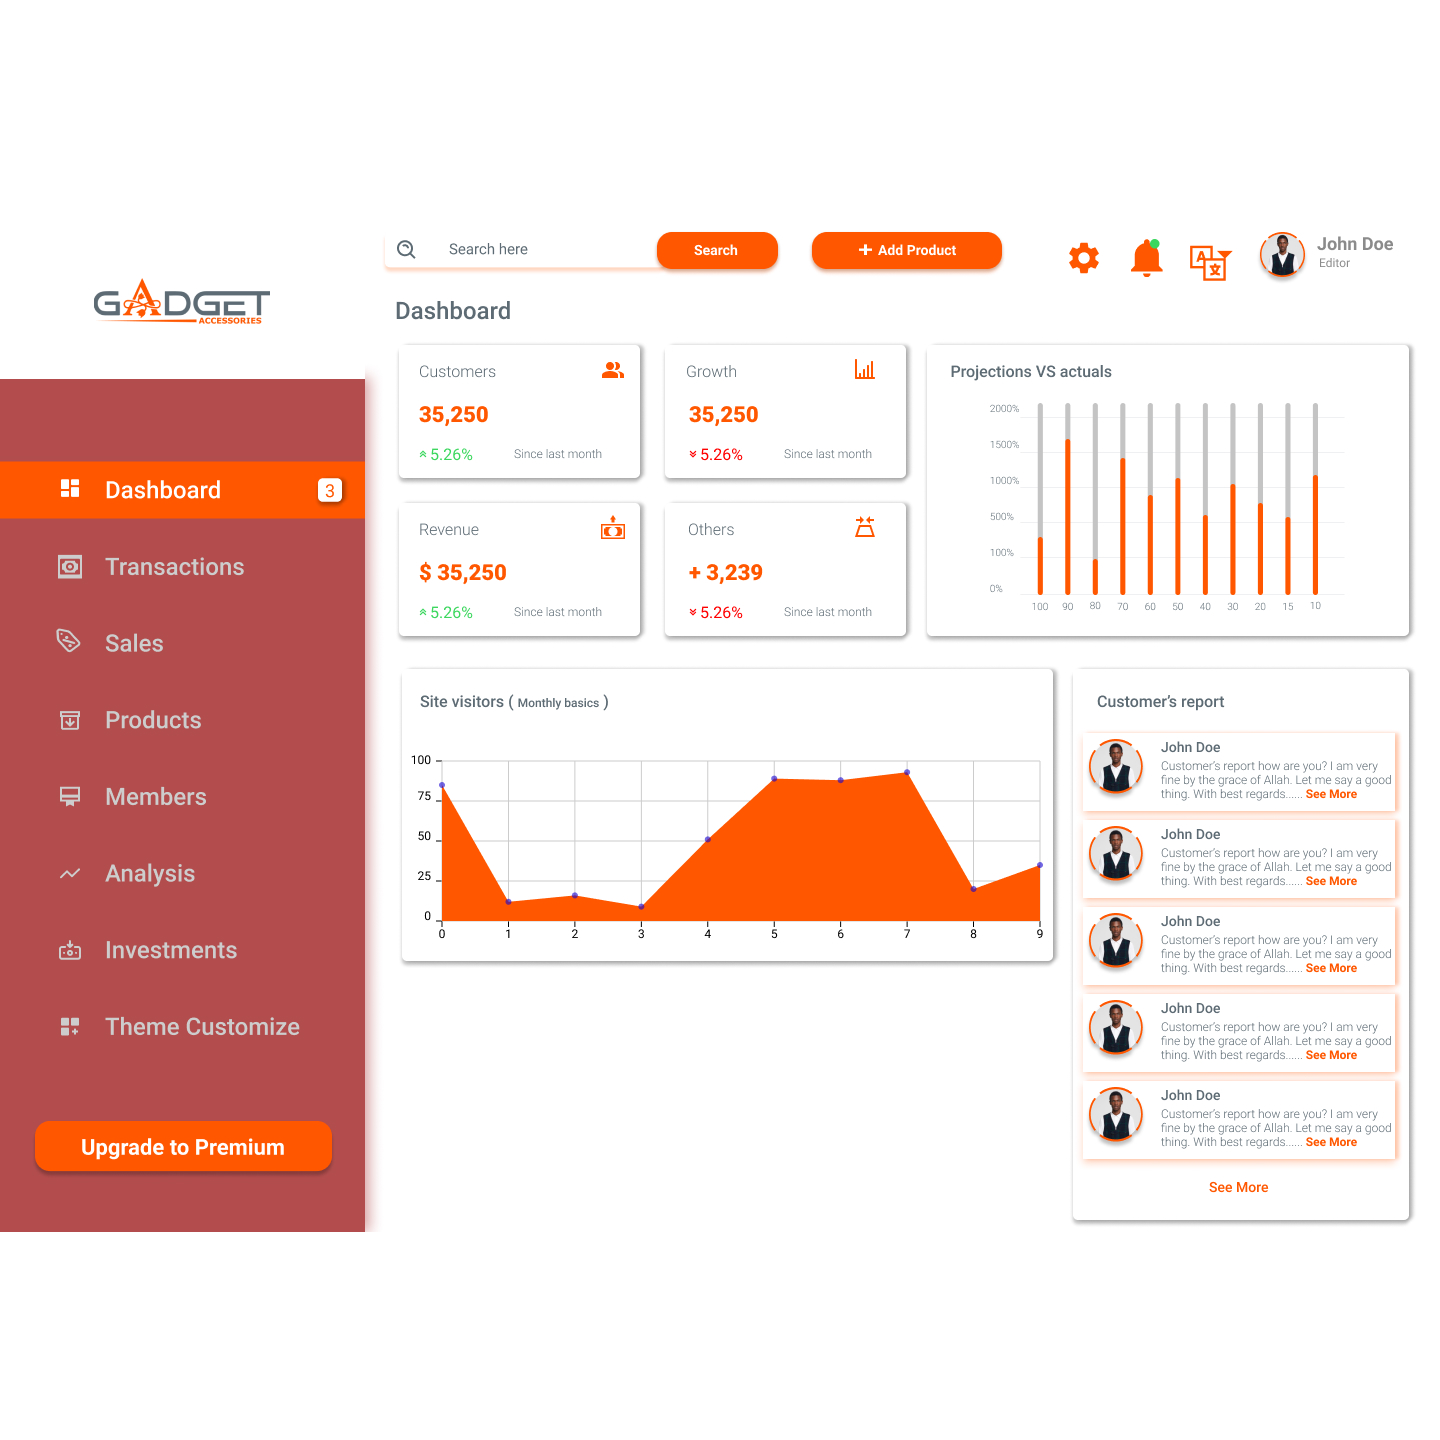 GADGET
ACCESSORIES
Dashboard 3
Transactions
Sales
Products
Members
Analysis
Investments
Theme Customize
Upgrade to Premium
Search here
Search
Add Product
A
John Doe
Editor
Dashboard
Customers
35,250
5.26% Since last month
Growth
35,250
5.26% Since last month
Revenue
$ 35,250
5.26% Since last month
Others
+ 3,239
5.26% Since last month
Projections VS actuals
2000%
1500%
1000%
500%
100%
0%
100 90 80 70 60 50 40 30 20 15 10
Site visitors ( Monthly basics )
100
75
50
25
0
0 1 2 3 4 5 6 7 8 9
Customer’s report
John Doe
Customer’s report how are you? I am very
fine by the grace of Allah. Let me say a good
thing. With best regards...... See More
John Doe
Customer’s report how are you? I am very
fine by the grace of Allah. Let me say a good
thing. With best regards...... See More
John Doe
Customer’s report how are you? I am very
fine by the grace of Allah. Let me say a good
thing. With best regards...... See More
John Doe
Customer’s report how are you? I am very
fine by the grace of Allah. Let me say a good
thing. With best regards...... See More
John Doe
Customer’s report how are you? I am very
fine by the grace of Allah. Let me say a good
thing. With best regards...... See More
See More